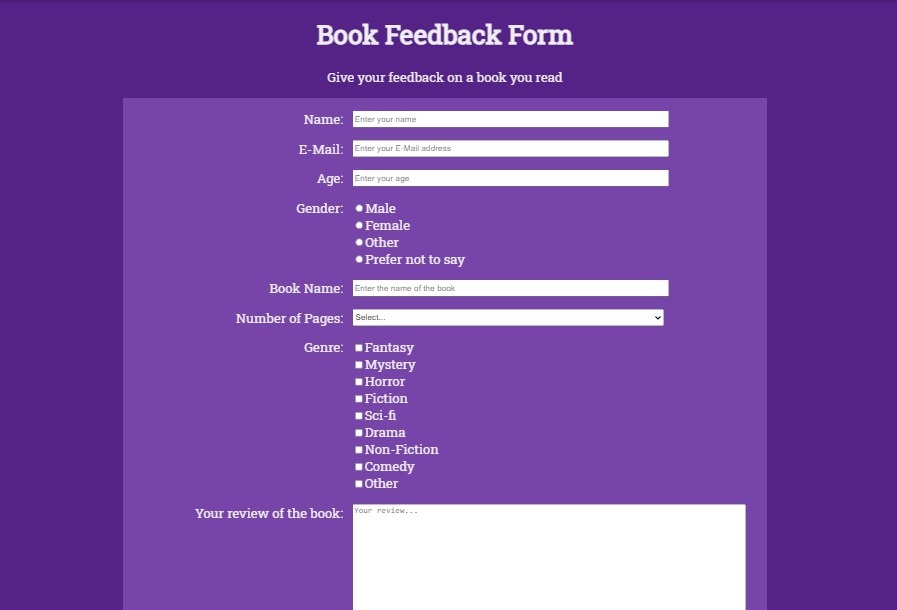 Book Feedback Form
Give your feedback on a book you read
Name: Enter your name
E-Mail: Enter your E-Mail address
Age: Enter your age
Gender: Male
Female
Other
Prefer not to say
Book Name: Enter the name of the book
Number of Pages: Select...
Genre: Fantasy
Mystery
Horror
Fiction
Sci-fi
Drama
Non-Fiction
Comedy
Other
Your review of the book: Your review...